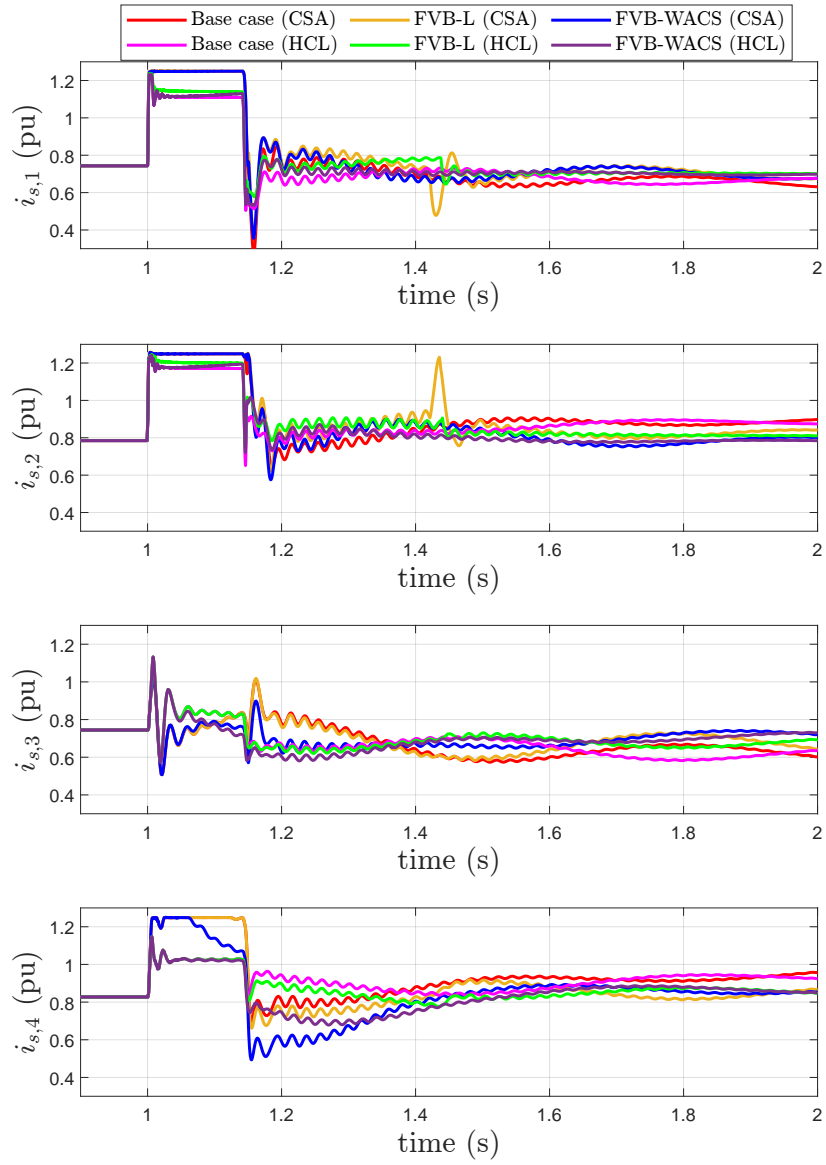 Base case (CSA) FVB-L (CSA) FVB-WACS (CSA)
Base case (HCL) FVB-L (HCL) FVB-WACS (HCL)
1.2
1
0.8
0.6
0.4
i_{s,1} (pu)
1 1.2 1.4 1.6 1.8 2
time (s)
1.2
1
0.8
0.6
0.4
i_{s,2} (pu)
1 1.2 1.4 1.6 1.8 2
time (s)
1.2
1
0.8
0.6
0.4
i_{s,3} (pu)
1 1.2 1.4 1.6 1.8 2
time (s)
1.2
1
0.8
0.6
0.4
i_{s,4} (pu)
1 1.2 1.4 1.6 1.8 2
time (s)